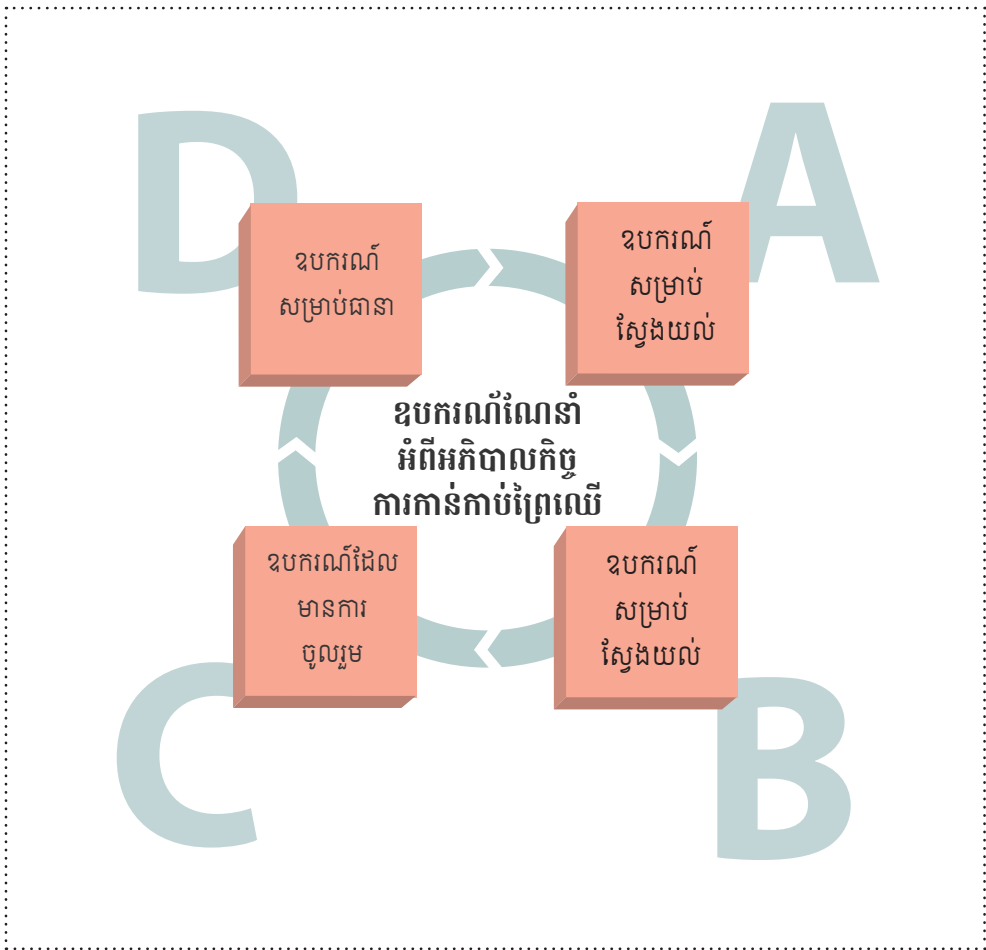 D
A
ឧបករណ៍
សម្រាប់ធានា
ឧបករណ៍
សម្រាប់
ស្វែងយល់
ឧបករណ៍ណែនាំ
អំពីអភិបាលកិច្ច
ការកាន់កាប់ព្រៃឈើ
ឧបករណ៍ដែល
មានការ
ចូលរួម
ឧបករណ៍
សម្រាប់
ស្វែងយល់
C
B